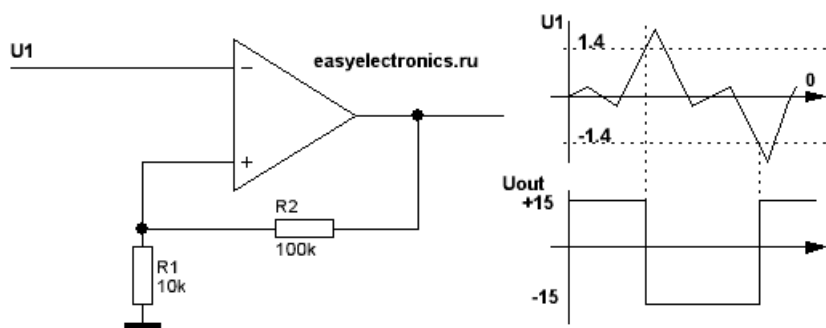 U1
easyelectronics.ru
−
+
R2
100k
R1
10k
U1
1.4
0
-1.4
Uout
+15
-15